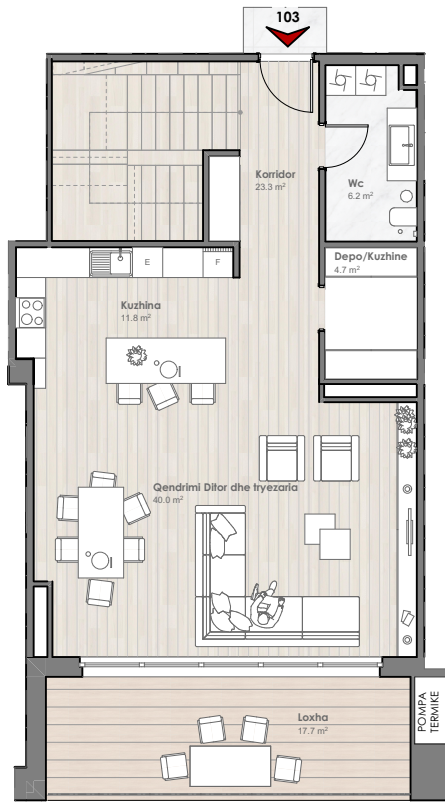 103
Korridor
23.3 m²
Wc
6.2 m²
Depo/Kuzhine
4.7 m²
E
F
Kuzhina
11.8 m²
Qendrimi Ditor dhe tryezaria
40.0 m²
Loxha
17.7 m²
POMPA
TERMIKE